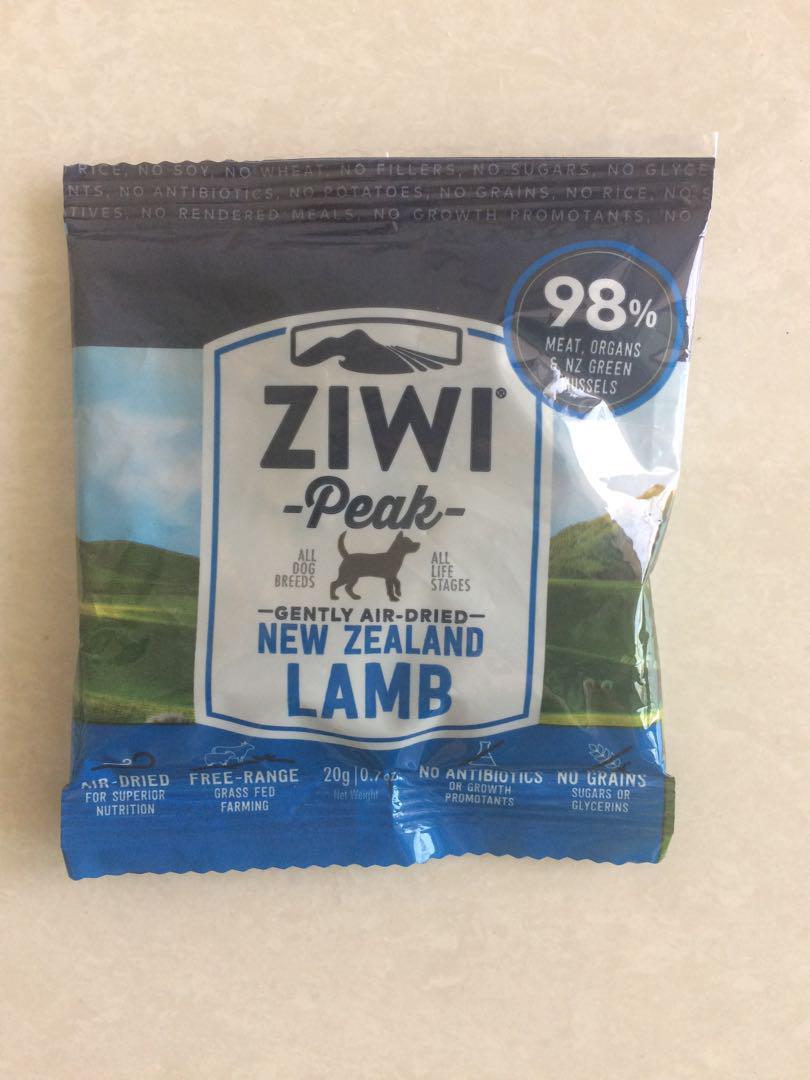 RICE, NO SOY, NO WHEAT, NO FILLERS, NO SUGARS, NO GLYCE
NTS, NO ANTIBIOTICS, NO POTATOES, NO GRAINS, NO RICE, NO S
TIVES, NO RENDERED MEALS, NO GROWTH PROMOTANTS, NO
98%
MEAT, ORGANS
& NZ GREEN
MUSSELS
ZIWI®
-Peak-
ALL
DOG
BREEDS
ALL
LIFE
STAGES
GENTLY AIR-DRIED
NEW ZEALAND
LAMB
AIR-DRIED
FOR SUPERIOR
NUTRITION
FREE-RANGE
GRASS FED
FARMING
20g|0.7oz
Net Weight
NO ANTIBIOTICS
OR GROWTH
PROMOTANTS
NO GRAINS
SUGARS OR
GLYCERINS